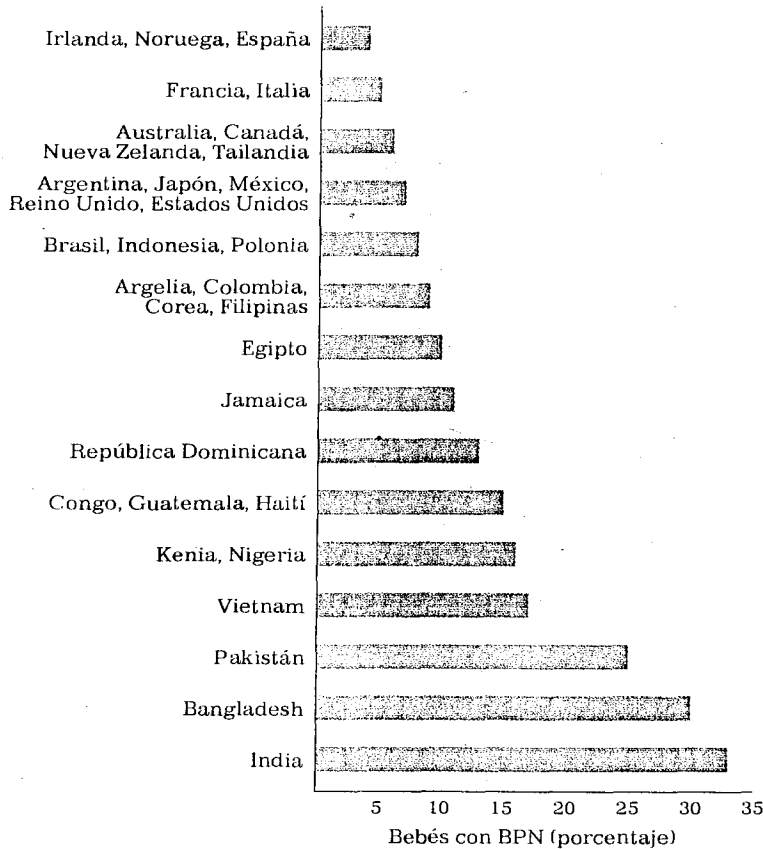 Irlanda, Noruega, España
Francia, Italia
Australia, Canadá,
Nueva Zelanda, Tailandia
Argentina, Japón, México,
Reino Unido, Estados Unidos
Brasil, Indonesia, Polonia
Argelia, Colombia,
Corea, Filipinas
Egipto
Jamaica
República Dominicana
Congo, Guatemala, Haití
Kenia, Nigeria
Vietnam
Pakistán
Bangladesh
India
5 10 15 20 25 30 35
Bebés con BPN (porcentaje)